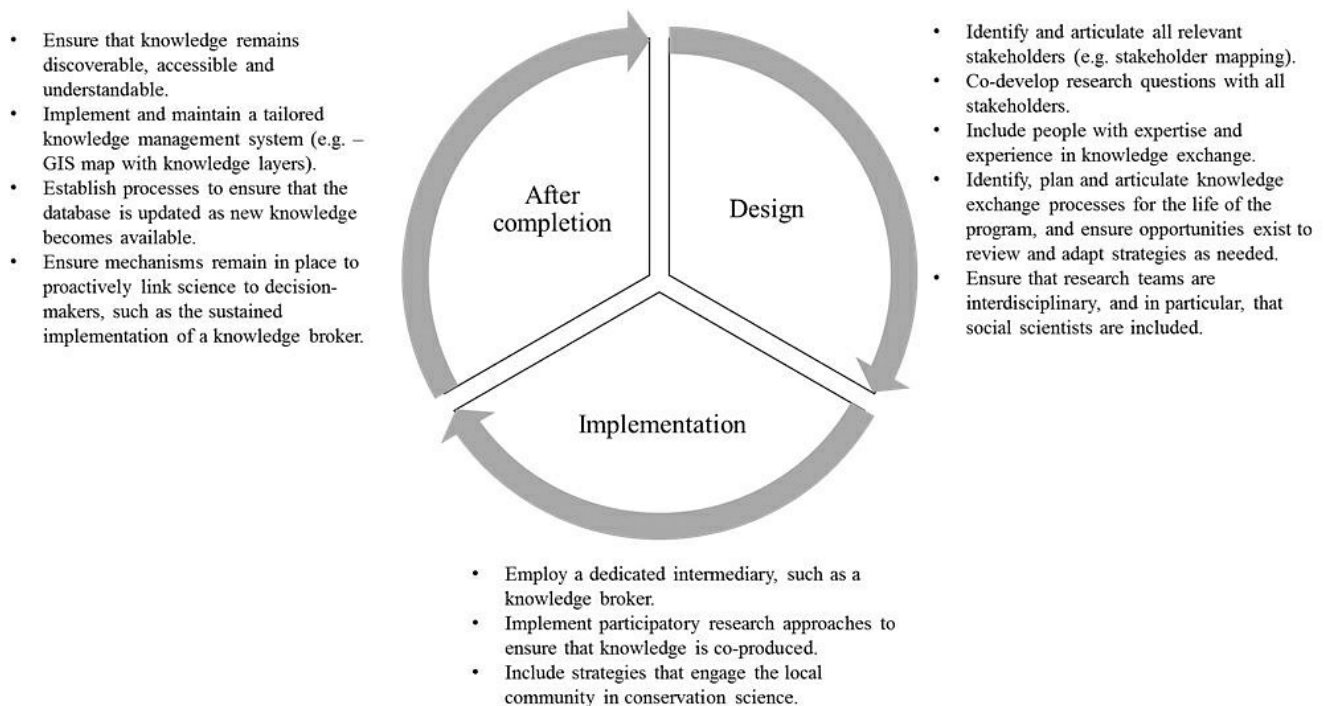 • Ensure that knowledge remains
discoverable, accessible and
understandable.
• Implement and maintain a tailored
knowledge management system (e.g. –
GIS map with knowledge layers).
• Establish processes to ensure that the
database is updated as new knowledge
becomes available.
• Ensure mechanisms remain in place to
proactively link science to decision-
makers, such as the sustained
implementation of a knowledge broker.
After
completion
Design
Implementation
• Identify and articulate all relevant
stakeholders (e.g. stakeholder mapping).
• Co-develop research questions with all
stakeholders.
• Include people with expertise and
experience in knowledge exchange.
• Identify, plan and articulate knowledge
exchange processes for the life of the
program, and ensure opportunities exist to
review and adapt strategies as needed.
• Ensure that research teams are
interdisciplinary, and in particular, that
social scientists are included.
• Employ a dedicated intermediary, such as a
knowledge broker.
• Implement participatory research approaches to
ensure that knowledge is co-produced.
• Include strategies that engage the local
community in conservation science.